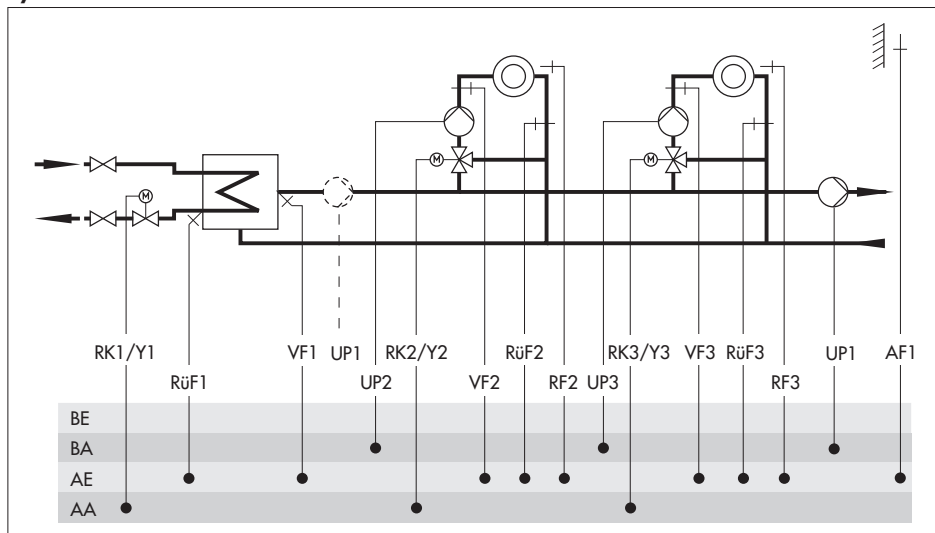 M
M
M
RK1/Y1
VF1
UP1
RK2/Y2
RüF2
RK3/Y3
VF3
RüF3
UP1
AF1
RüF1
UP2
VF2
RF2
UP3
RF3
BE
BA
AE
AA